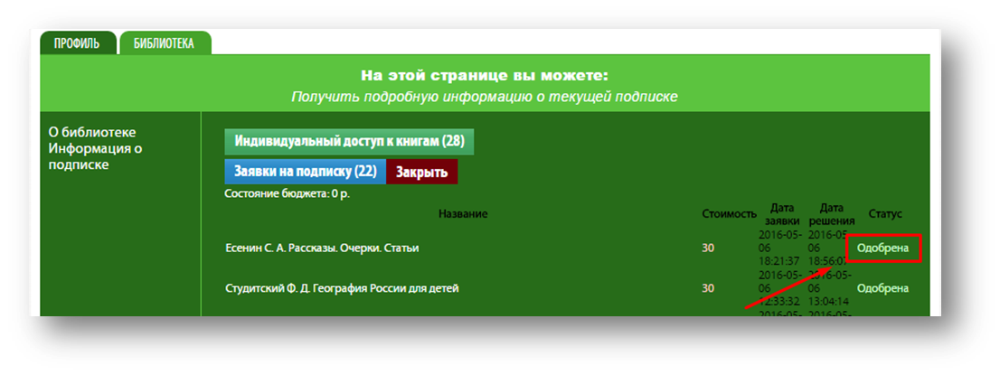 ПРОФИЛЬ БИБЛИОТЕКА
На этой странице вы можете:
Получить подробную информацию о текущей подписке
О библиотеке
Информация о
подписке
Индивидуальный доступ к книгам (28)
Заявки на подписку (22) Закрыть
Состояние бюджета: 0 р.
Название Стоимость Дата заявки Дата решения Статус
Есенин С. А. Рассказы. Очерки. Статьи 30 2016-05-06 18:21:37 2016-05-06 18:56:07 Одобрена
Студитский Ф. Д. География России для детей 30 2016-05-06 12:33:32 2016-05-06 13:04:14 Одобрена
2016-05- 2016-05-